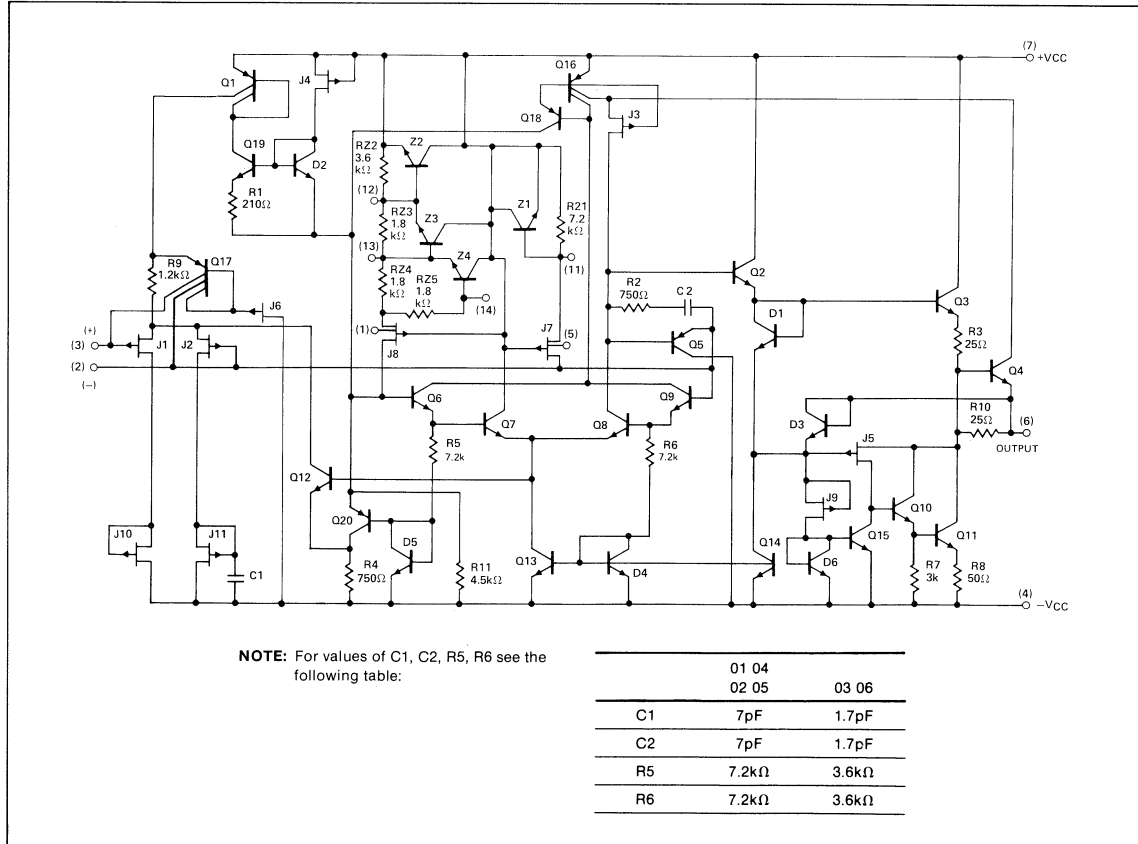 (7)
+VCC
Q1
J4
Q16
Q18
J3
Q19
D2
R1
210Ω
RZ2
3.6
kΩ
Z2
(12)
RZ3
1.8
kΩ
Z3
Z1
R21
7.2
kΩ
(13)
Z4
(11)
RZ4
1.8
kΩ
RZ5
1.8
kΩ
(14)
R9
1.2kΩ
Q17
J6
(1)
J8
J7
(5)
R2
750Ω
C2
Q5
Q2
D1
Q3
R3
25Ω
Q4
(+)
(3)
J1
J2
(2)
(−)
Q6
Q7
Q8
Q9
R5
7.2k
R6
7.2k
D3
R10
25Ω
(6)
OUTPUT
J5
J9
Q10
Q12
Q20
R4
750Ω
D5
R11
4.5kΩ
Q13
D4
Q14
D6
Q15
Q11
R7
3k
R8
50Ω
J10
J11
C1
(4)
−VCC
NOTE: For values of C1, C2, R5, R6 see the
following table:
01 04
02 05 03 06
C1 7pF 1.7pF
C2 7pF 1.7pF
R5 7.2kΩ 3.6kΩ
R6 7.2kΩ 3.6kΩ